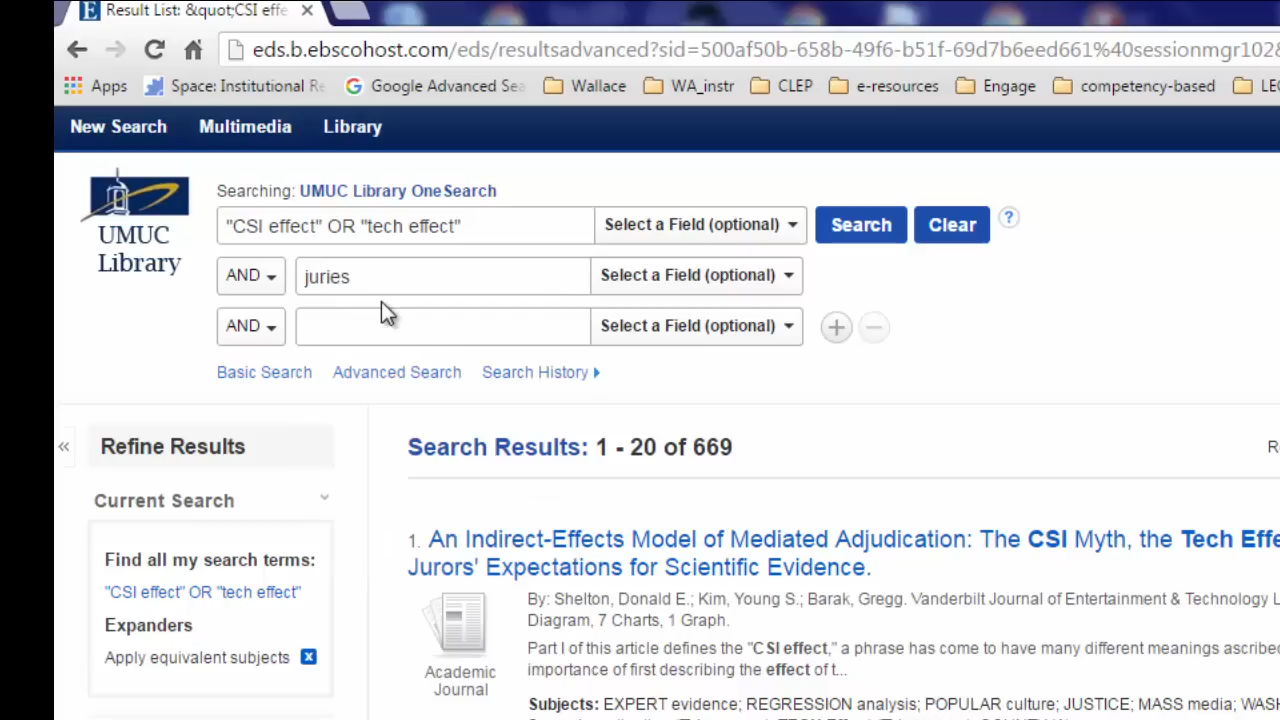 Result List: &quot;CSI effe
eds.b.ebscohost.com/eds/resultsadvanced?sid=500af50b-658b-49f6-b51f-69d7b6eed661%40sessionmgr102&
Apps Space: Institutional Re Google Advanced Sea Wallace WA_instr CLEP e-resources Engage competency-based LE
New Search Multimedia Library
UMUC
Library
Searching: UMUC Library OneSearch
"CSI effect" OR "tech effect" Select a Field (optional) Search Clear ?
AND juries Select a Field (optional)
AND Select a Field (optional)
Basic Search Advanced Search Search History
« Refine Results
Search Results: 1 - 20 of 669
Current Search
Find all my search terms:
"CSI effect" OR "tech effect"
Expanders
Apply equivalent subjects x
1. An Indirect-Effects Model of Mediated Adjudication: The CSI Myth, the Tech Effe
Jurors' Expectations for Scientific Evidence.
By: Shelton, Donald E.; Kim, Young S.; Barak, Gregg. Vanderbilt Journal of Entertainment & Technology L
Diagram, 7 Charts, 1 Graph.
Part I of this article defines the "CSI effect," a phrase has come to have many different meanings ascribe
importance of first describing the effect of t...
Academic
Journal
Subjects: EXPERT evidence; REGRESSION analysis; POPULAR culture; JUSTICE; MASS media; WAS